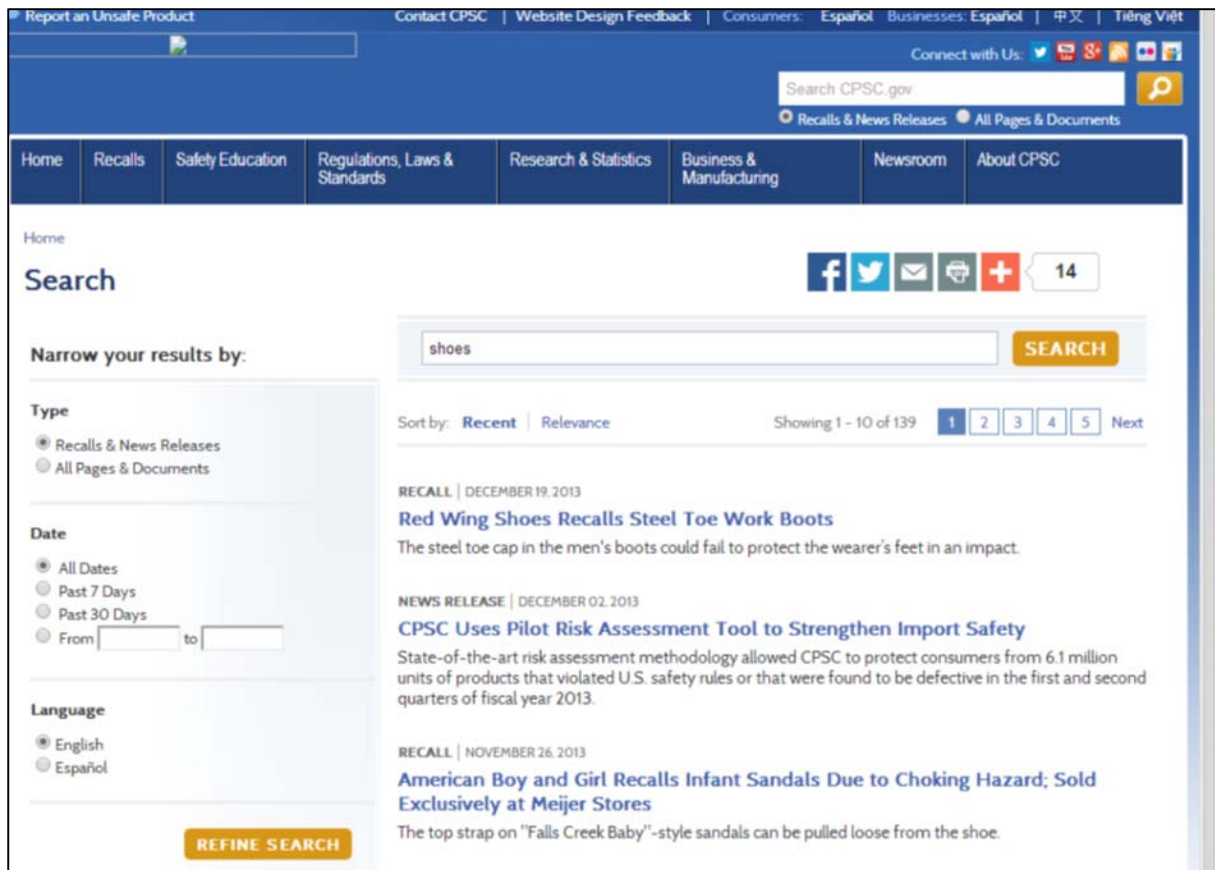 Report an Unsafe Product
Contact CPSC | Website Design Feedback | Consumers: Español Businesses: Español | 中文 | Tiếng Việt
Connect with Us:
Search CPSC.gov
Recalls & News Releases All Pages & Documents
Home
Recalls
Safety Education
Regulations, Laws &
Standards
Research & Statistics
Business &
Manufacturing
Newsroom
About CPSC
Home
Search
14
Narrow your results by:
Type
Recalls & News Releases
All Pages & Documents
Date
All Dates
Past 7 Days
Past 30 Days
From to
Language
English
Español
REFINE SEARCH
shoes
SEARCH
Sort by: Recent | Relevance
Showing 1 - 10 of 139 1 2 3 4 5 Next
RECALL | DECEMBER 19, 2013
Red Wing Shoes Recalls Steel Toe Work Boots
The steel toe cap in the men's boots could fail to protect the wearer's feet in an impact.
NEWS RELEASE | DECEMBER 02, 2013
CPSC Uses Pilot Risk Assessment Tool to Strengthen Import Safety
State-of-the-art risk assessment methodology allowed CPSC to protect consumers from 6.1 million
units of products that violated U.S. safety rules or that were found to be defective in the first and second
quarters of fiscal year 2013.
RECALL | NOVEMBER 26, 2013
American Boy and Girl Recalls Infant Sandals Due to Choking Hazard; Sold
Exclusively at Meijer Stores
The top strap on "Falls Creek Baby"-style sandals can be pulled loose from the shoe.